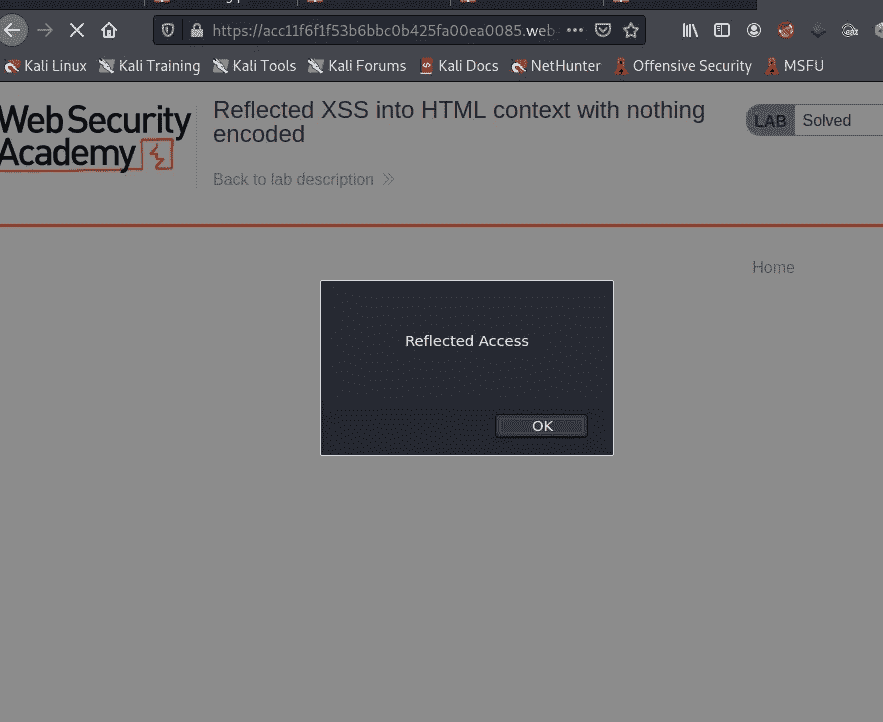 https://acc11f6f1f53b6bbc0b425fa00ea0085.web
Kali Linux Kali Training Kali Tools Kali Forums Kali Docs NetHunter Offensive Security MSFU
Web Security
Academy
Reflected XSS into HTML context with nothing
encoded
LAB Solved
Back to lab description
Home
Reflected Access
OK